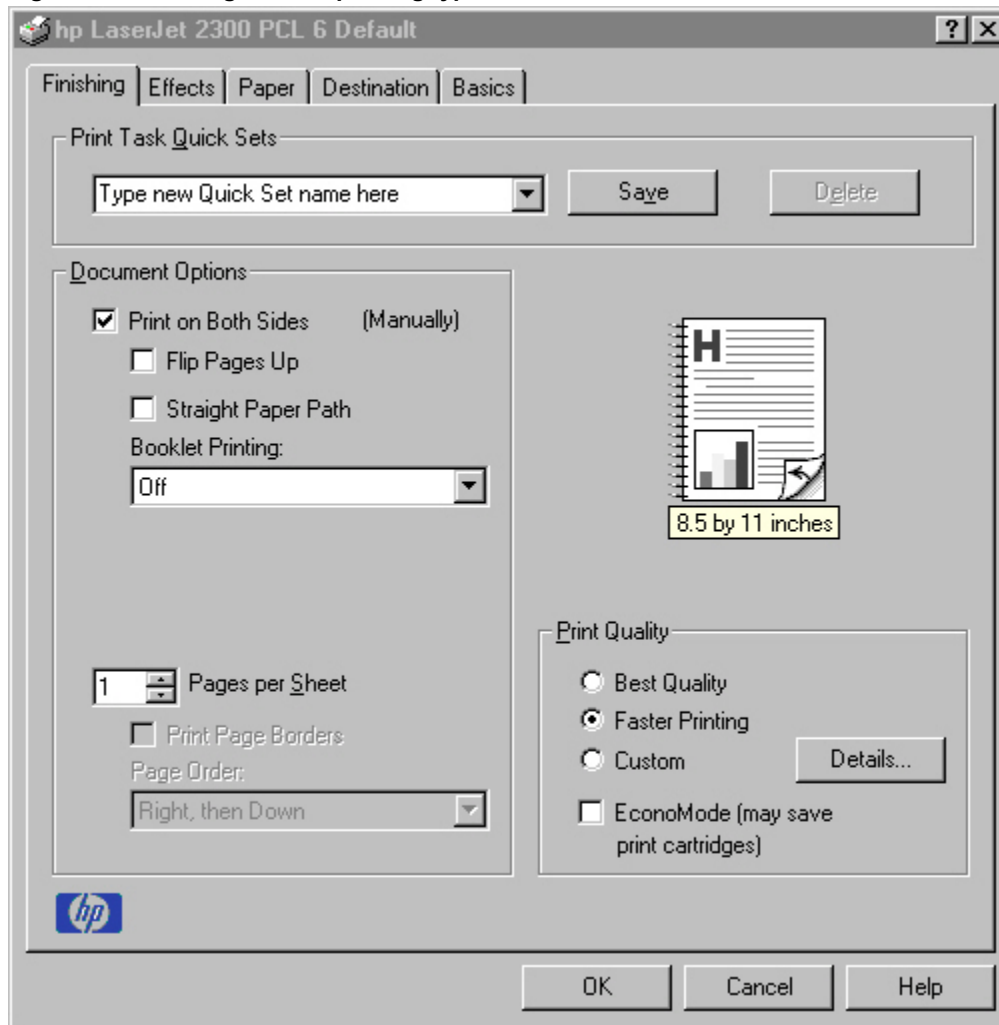 hp LaserJet 2300 PCL 6 Default
Finishing Effects Paper Destination Basics
Print Task Quick Sets
Type new Quick Set name here Save Delete
Document Options
Print on Both Sides (Manually)
Flip Pages Up
Straight Paper Path
Booklet Printing:
Off
H
8.5 by 11 inches
1 Pages per Sheet
Print Page Borders
Page Order:
Right, then Down
Print Quality
Best Quality
Faster Printing
Custom Details...
EconoMode (may save
print cartridges)
hp
OK Cancel Help